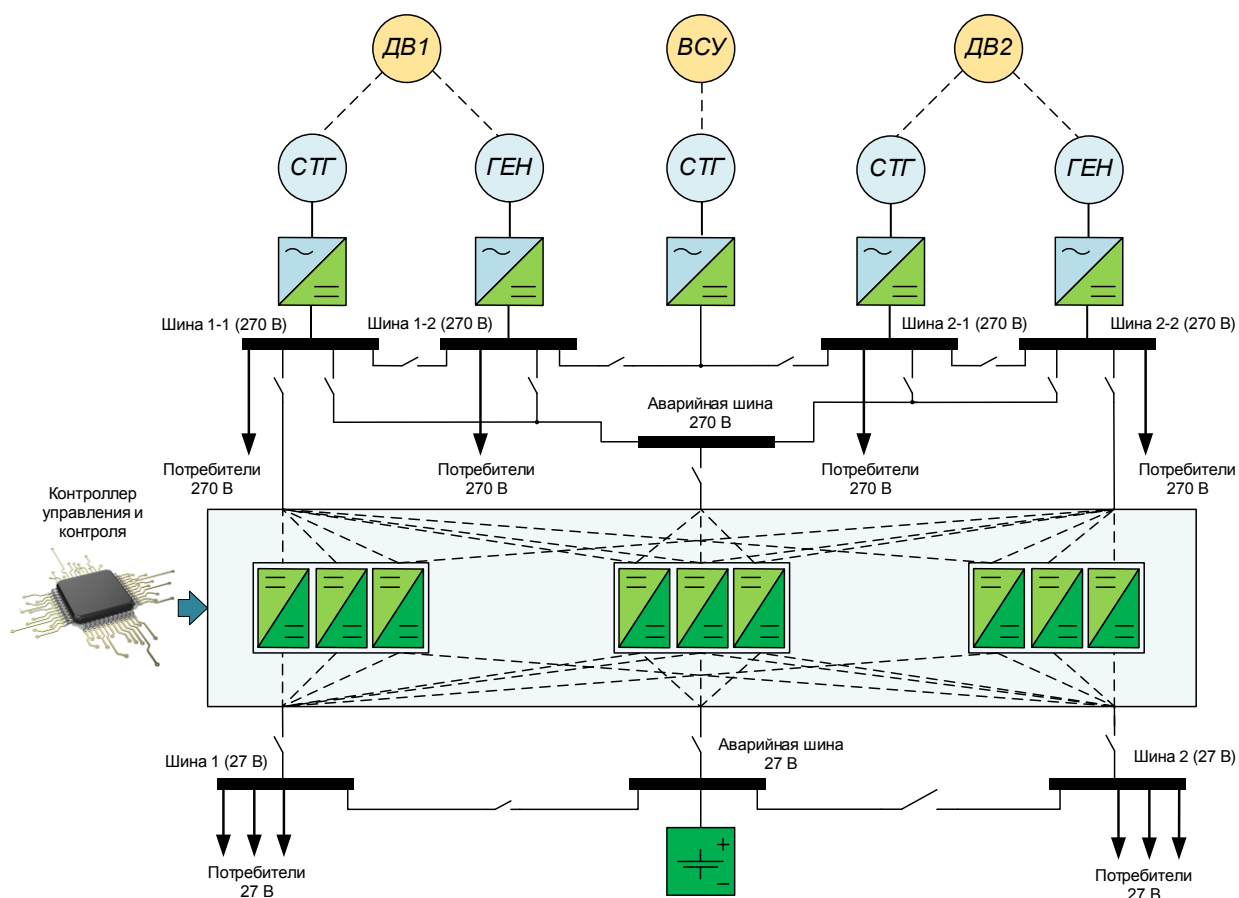 ДВ1
ВСУ
ДВ2
СТГ
ГЕН
СТГ
СТГ
ГЕН
Шина 1-1 (270 В)
Шина 1-2 (270 В)
Шина 2-1 (270 В)
Шина 2-2 (270 В)
Аварийная шина
270 В
Потребители
270 В
Потребители
270 В
Потребители
270 В
Потребители
270 В
Контроллер
управления и
контроля
Шина 1 (27 В)
Аварийная шина
27 В
Шина 2 (27 В)
Потребители
27 В
Потребители
27 В